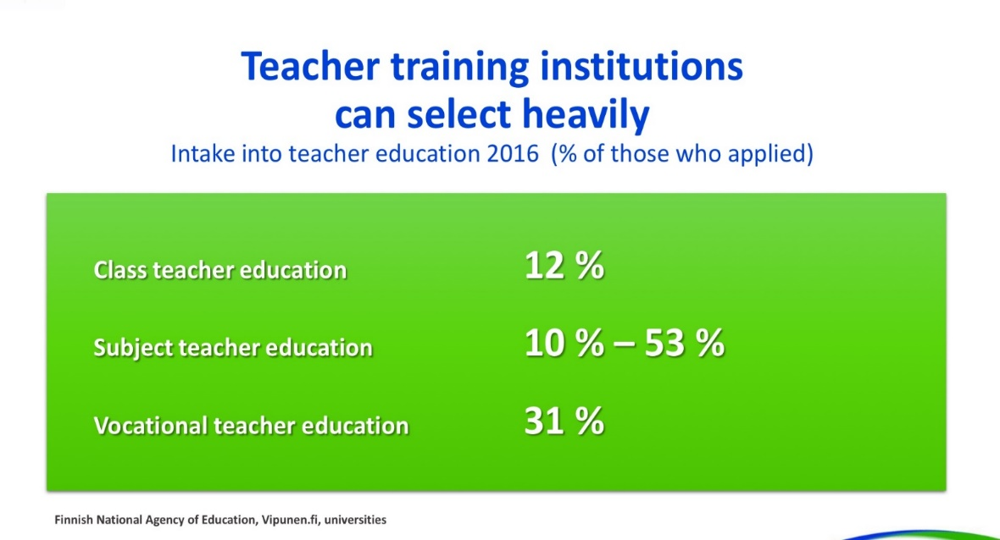 Teacher training institutions
can select heavily
Intake into teacher education 2016 (% of those who applied)
Class teacher education 12 %
Subject teacher education 10 % – 53 %
Vocational teacher education 31 %
Finnish National Agency of Education, Vipunen.fi, universities